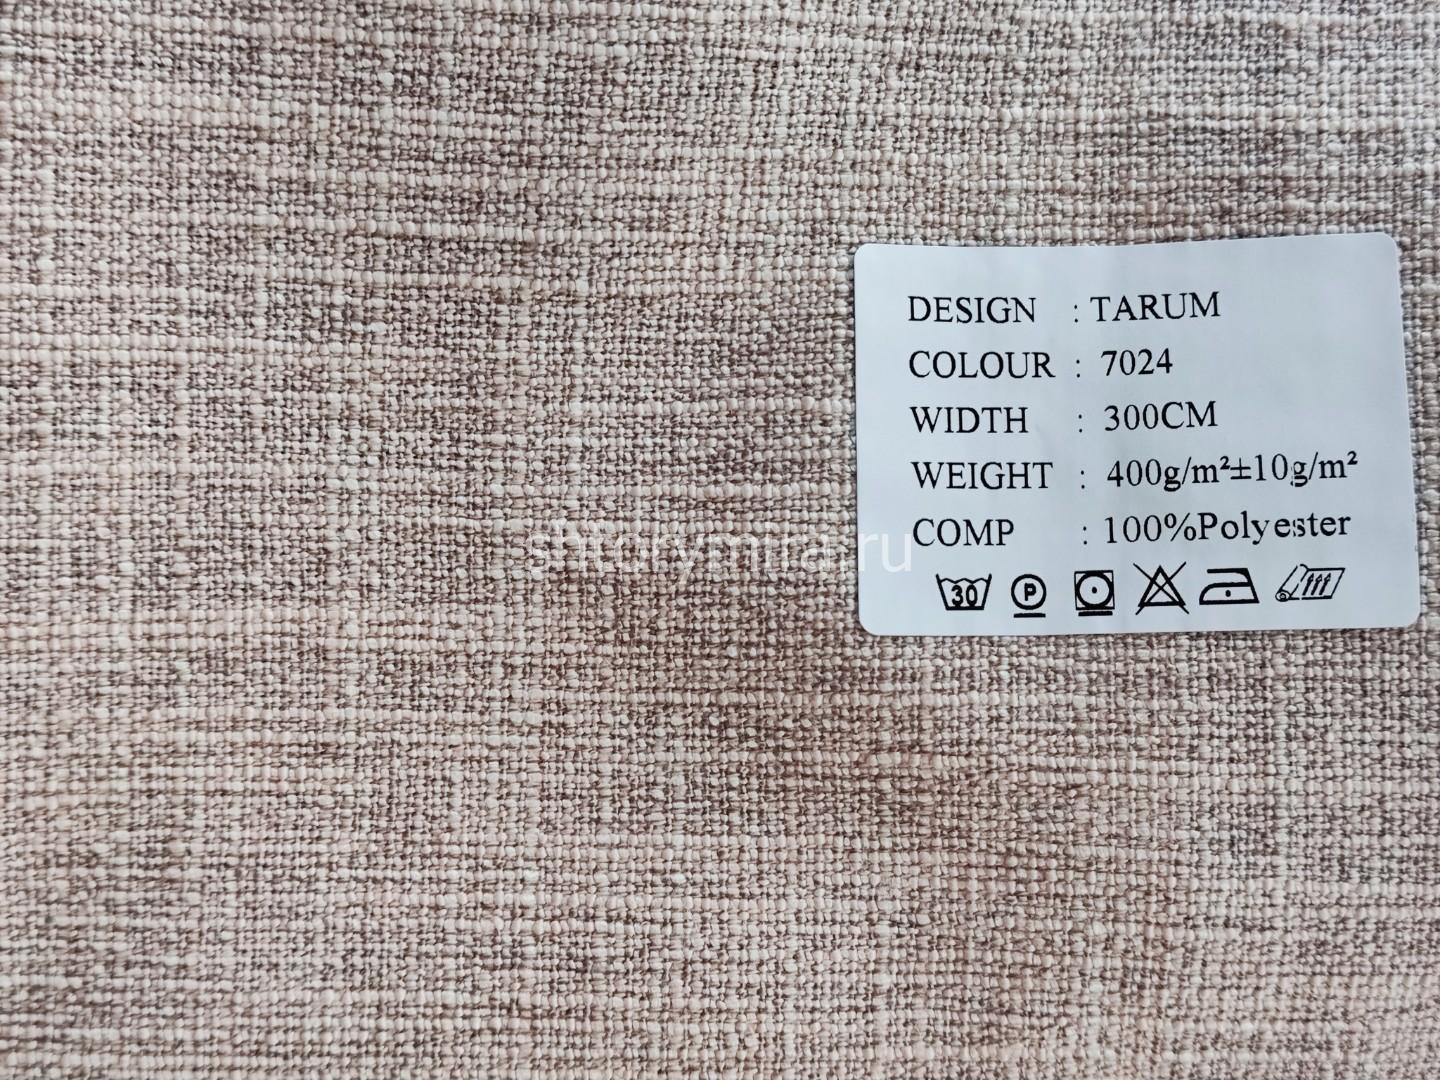 DESIGN : TARUM
COLOUR : 7024
WIDTH : 300CM
WEIGHT : 400g/m²±10g/m²
shtorymira.ru
COMP : 100%Polyester
30 P